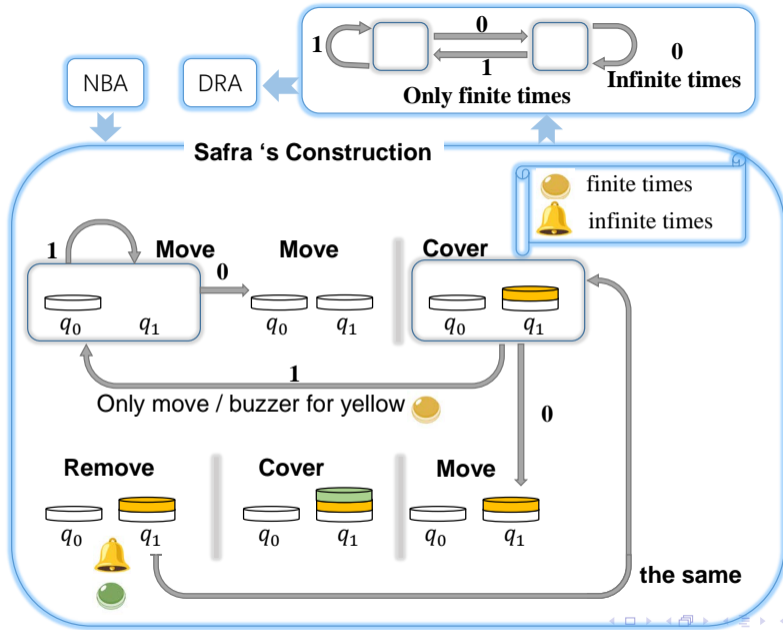 0
1
1
0
Only finite times
Infinite times
NBA
DRA
Safra ‘s Construction
finite times
infinite times
1
Move
Move
Cover
0
q₀ q₁
q₀ q₁
q₀ q₁
1
Only move / buzzer for yellow
0
Remove
Cover
Move
q₀ q₁
q₀ q₁
q₀ q₁
the same